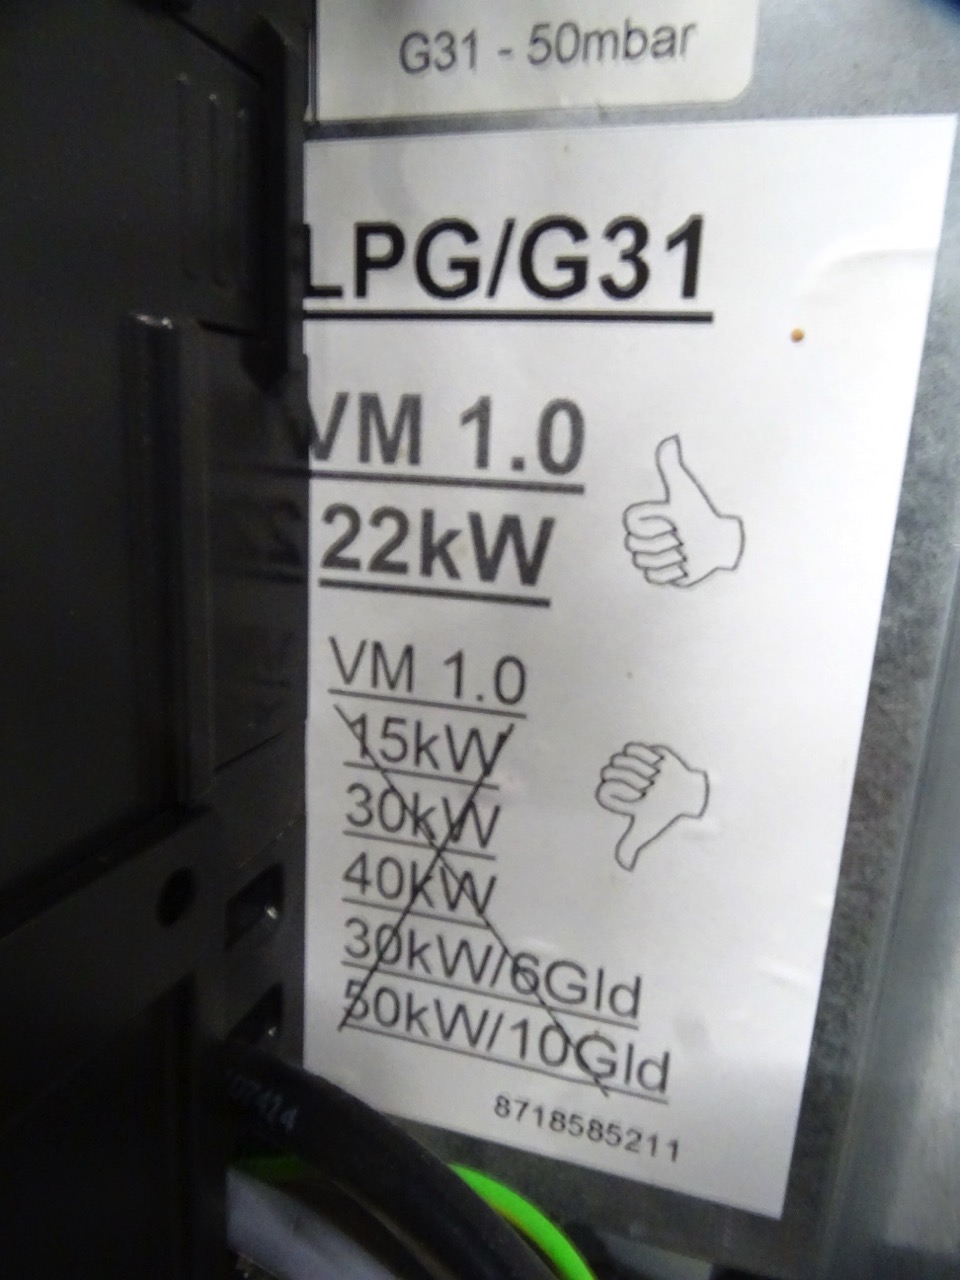 G31 - 50mbar
LPG/G31
VM 1.0
22kW
VM 1.0
15kW
30kW
40kW
30kW/6Gld
50kW/10Gld
8718585211